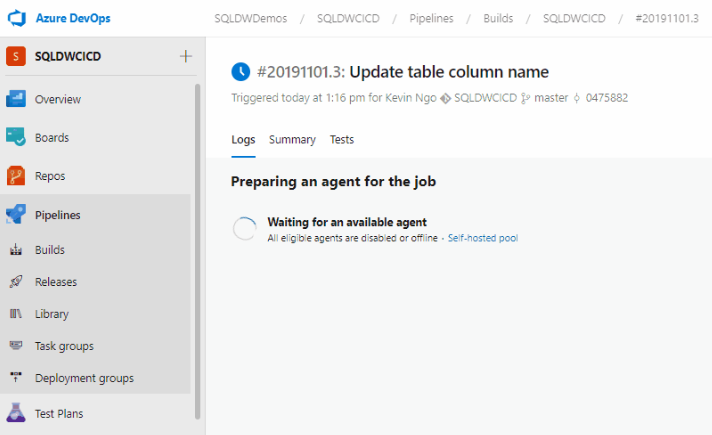 Azure DevOps
SQLDWDemos / SQLDWCICD / Pipelines / Builds / SQLDWCICD / #20191101.3
S SQLDWCICD +
Overview
Boards
Repos
Pipelines
Builds
Releases
Library
Task groups
Deployment groups
Test Plans
#20191101.3: Update table column name
Triggered today at 1:16 pm for Kevin Ngo SQLDWCICD master 0475882
Logs Summary Tests
Preparing an agent for the job
Waiting for an available agent
All eligible agents are disabled or offline - Self-hosted pool